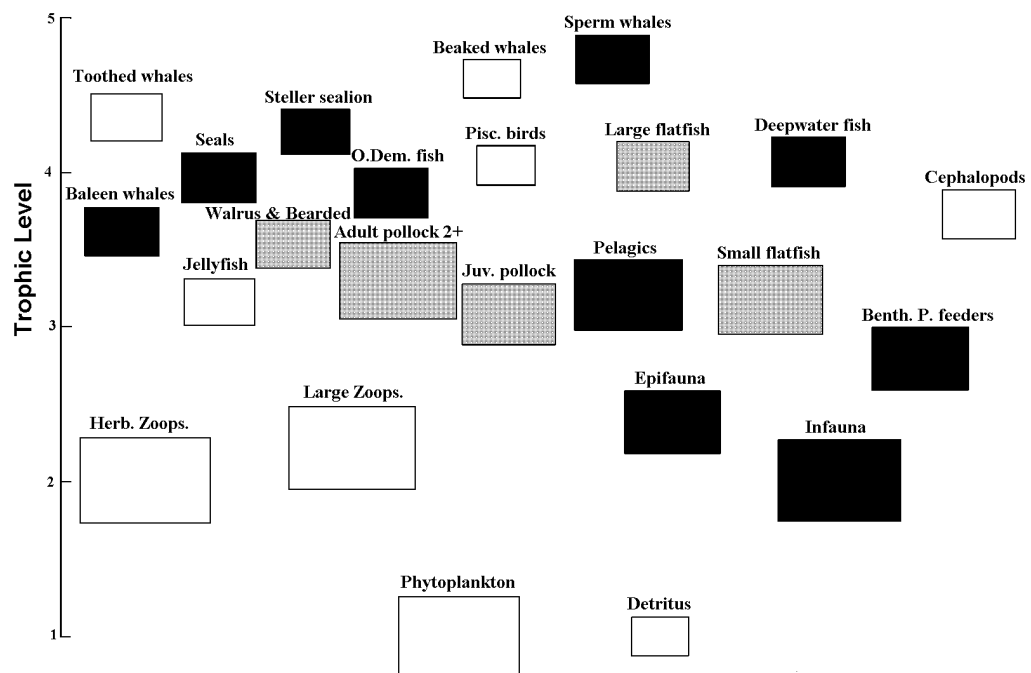 5
Sperm whales
Beaked whales
Toothed whales
Steller sealion
Seals
O.Dem. fish
Pisc. birds
Large flatfish
Deepwater fish
4
Cephalopods
Baleen whales
Walrus & Bearded
Adult pollock 2+
Trophic Level
Jellyfish
Juv. pollock
Pelagics
Small flatfish
3
Benth. P. feeders
Epifauna
Large Zoops.
Herb. Zoops.
Infauna
2
Phytoplankton
Detritus
1